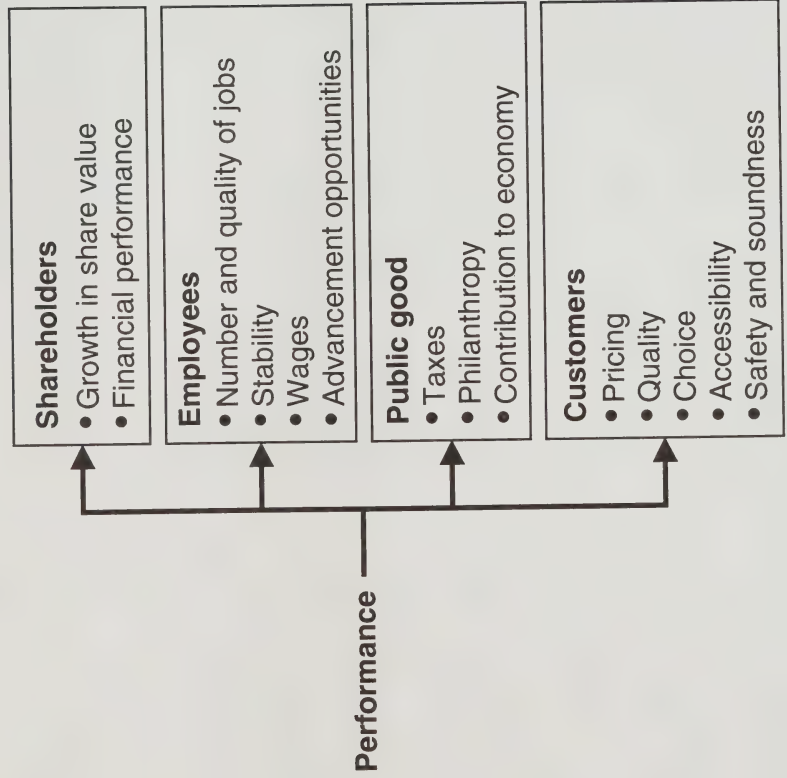 Performance
Shareholders
• Growth in share value
• Financial performance
Employees
• Number and quality of jobs
• Stability
• Wages
• Advancement opportunities
Public good
• Taxes
• Philanthropy
• Contribution to economy
Customers
• Pricing
• Quality
• Choice
• Accessibility
• Safety and soundness